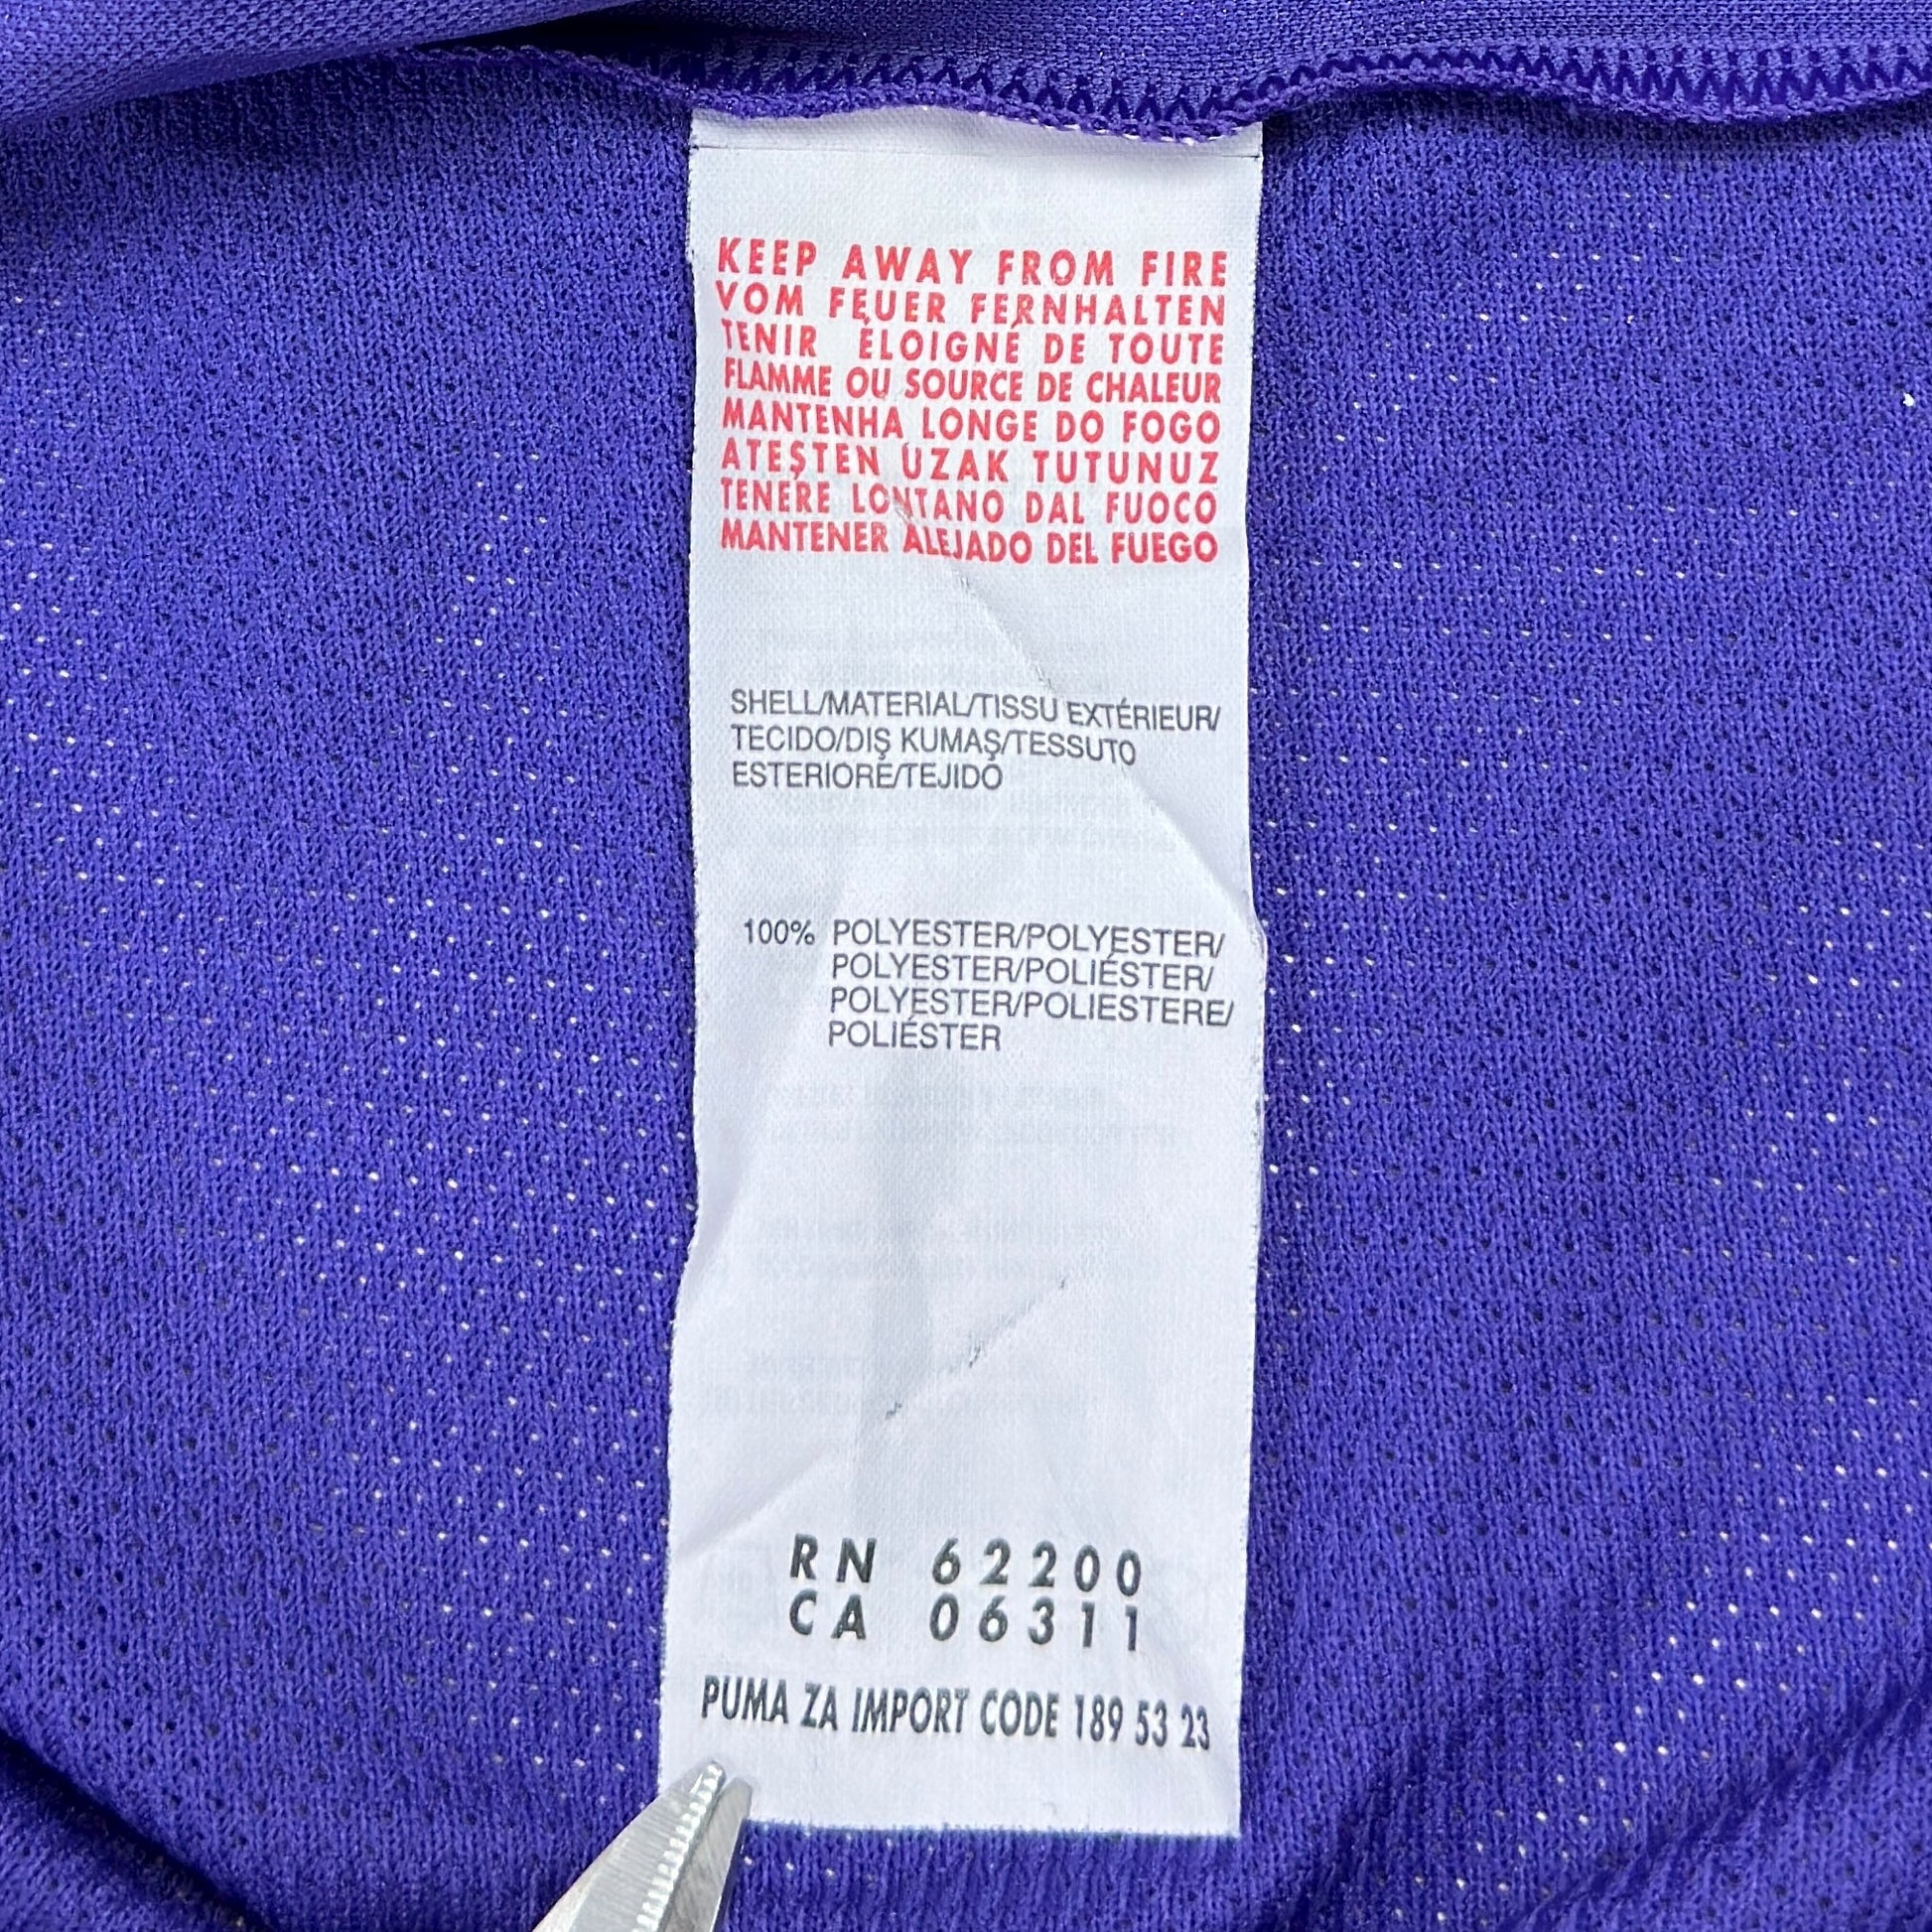 KEEP AWAY FROM FIRE
VOM FEUER FERNHALTEN
TENIR ÉLOIGNÉ DE TOUTE
FLAMME OU SOURCE DE CHALEUR
MANTENHA LONGE DO FOGO
ATEŞTEN UZAK TUTUNUZ
TENERE LONTANO DAL FUOCO
MANTENER ALEJADO DEL FUEGO
SHELL/MATERIAL/TISSU EXTÉRIEUR/
TECIDO/DIŞ KUMAŞ/TESSUTO
ESTERIORE/TEJIDO
100% POLYESTER/POLYESTER/
POLYESTER/POLIÉSTER/
POLYESTER/POLIESTERE/
POLIÉSTER
RN 62200
CA 06311
PUMA ZA IMPORT CODE 189 53 23